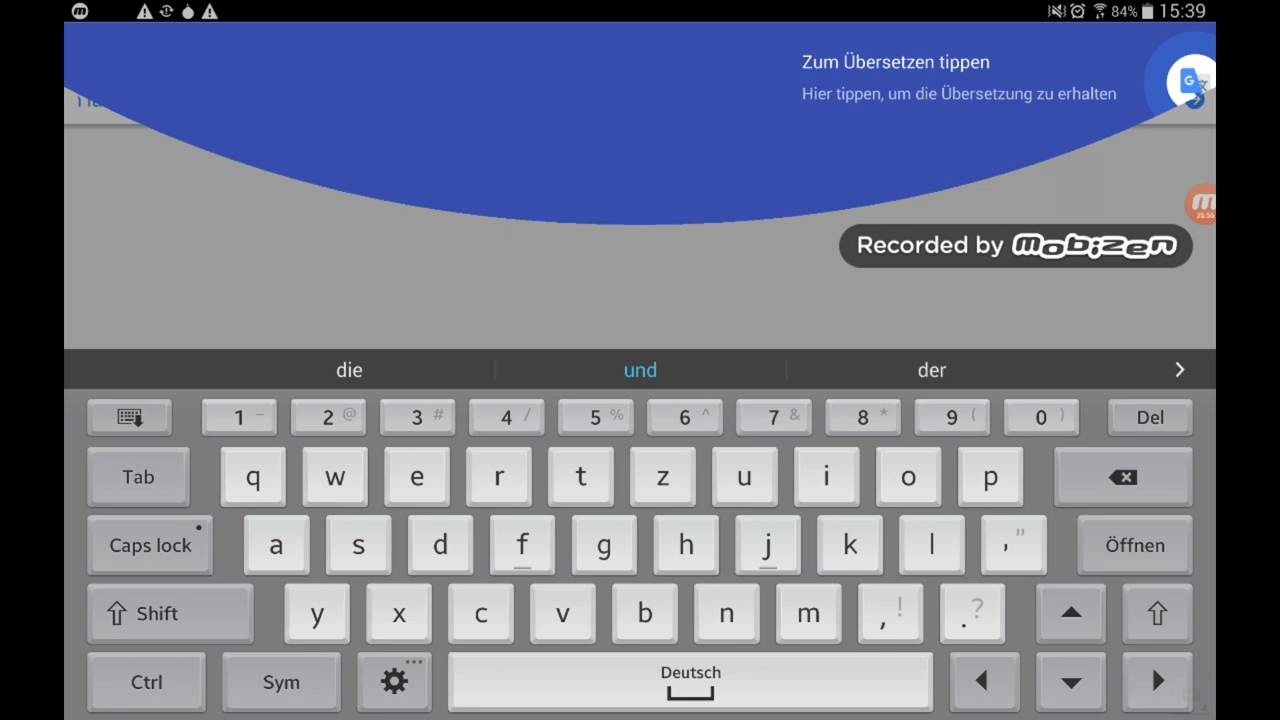 84% 15:39
Zum Übersetzen tippen
Hier tippen, um die Übersetzung zu erhalten
25:56
Recorded by mobizen
die und der
1 - 2 @ 3 # 4 / 5 % 6 ^ 7 & 8 * 9 ( 0 ) Del
Tab q w e r t z u i o p
Caps lock a s d f g h j k l ' " Öffnen
Shift y x c v b n m , ! . ?
Ctrl Sym Deutsch